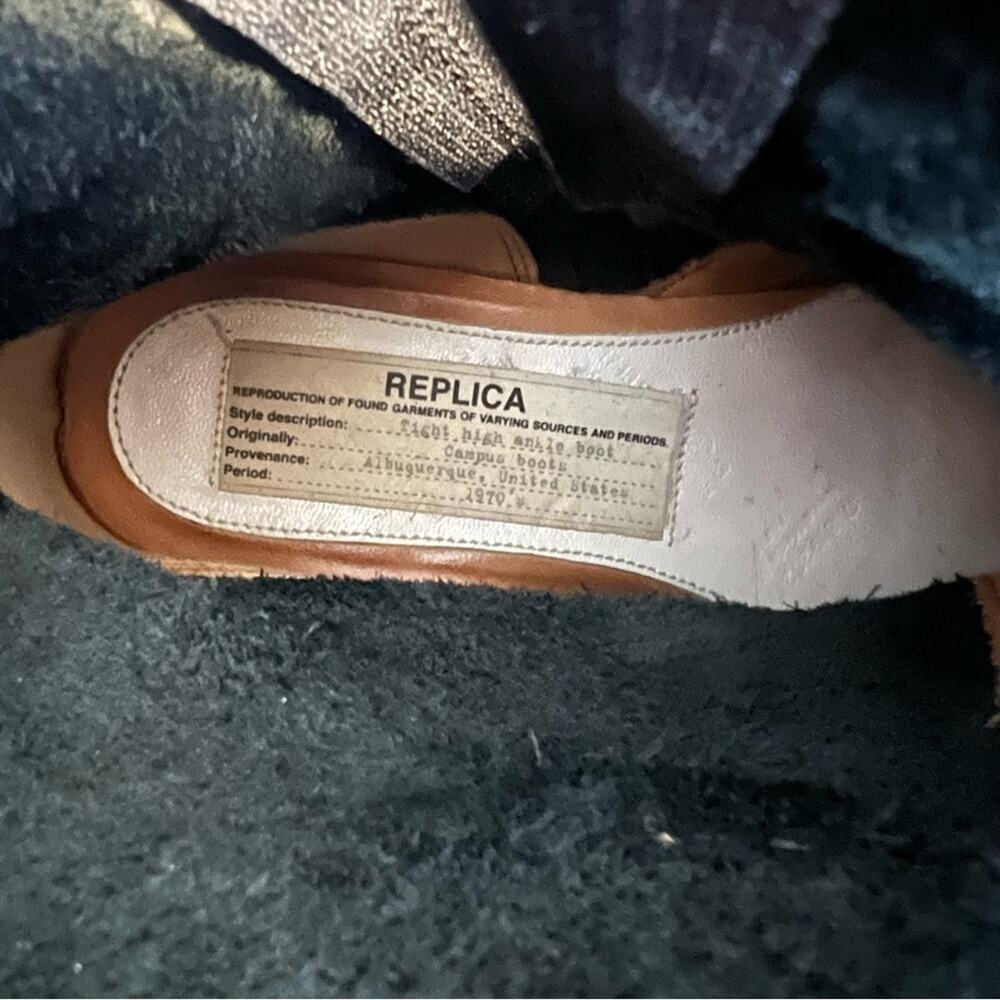 REPLICA
REPRODUCTION OF FOUND GARMENTS OF VARYING SOURCES AND PERIODS.
Style description: Tight high ankle boot
Originally: Campus boots
Provenance: Albuquerque, United States
Period: 1970's